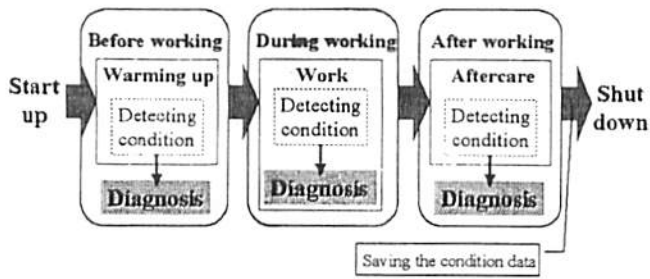 Start
up
Before working
Warming up
Detecting
condition
Diagnosis
During working
Work
Detecting
condition
Diagnosis
After working
Aftercare
Detecting
condition
Diagnosis
Shut
down
Saving the condition data